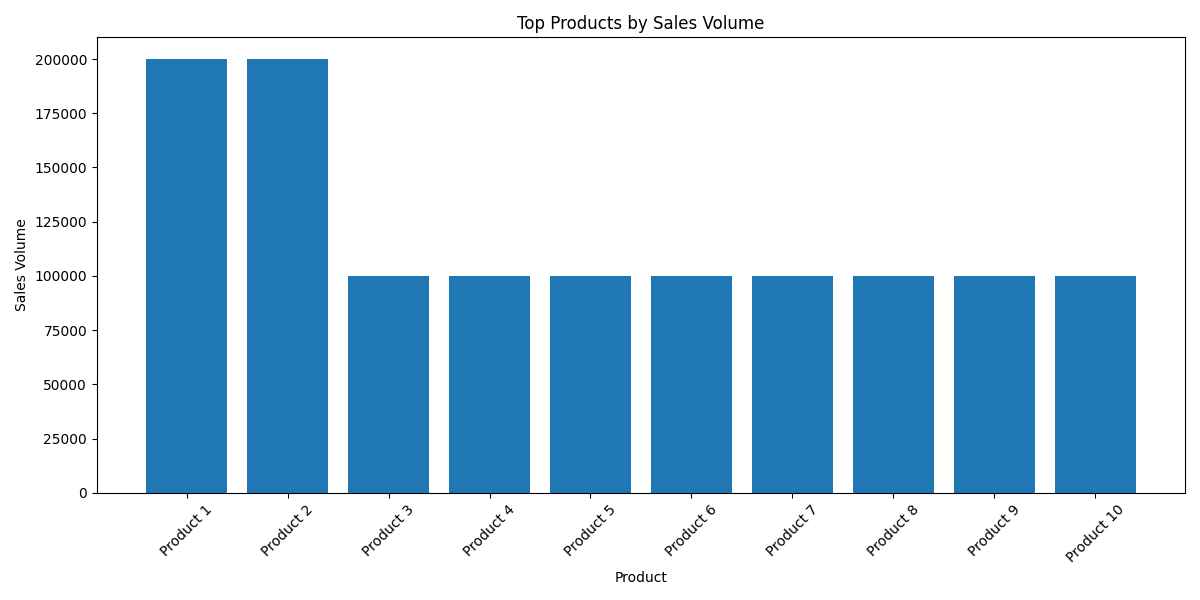 Top Products by Sales Volume
Sales Volume
200000
175000
150000
125000
100000
75000
50000
25000
0
Product 1
Product 2
Product 3
Product 4
Product 5
Product 6
Product 7
Product 8
Product 9
Product 10
Product